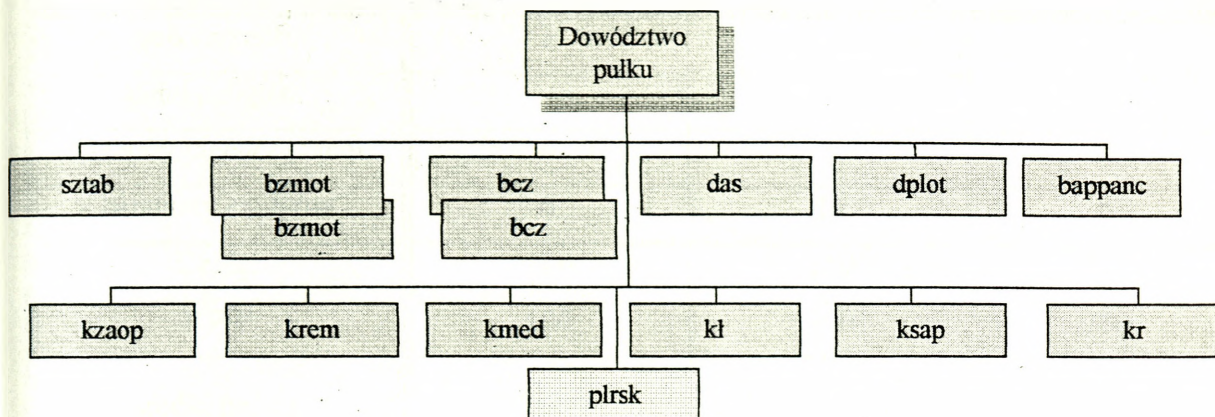 Dowództwo
pułku
sztab
bzmot
bcz
das
dplot
bappanc
bzmot
bcz
kzaop
krem
kmed
kł
ksap
kr
plrsk